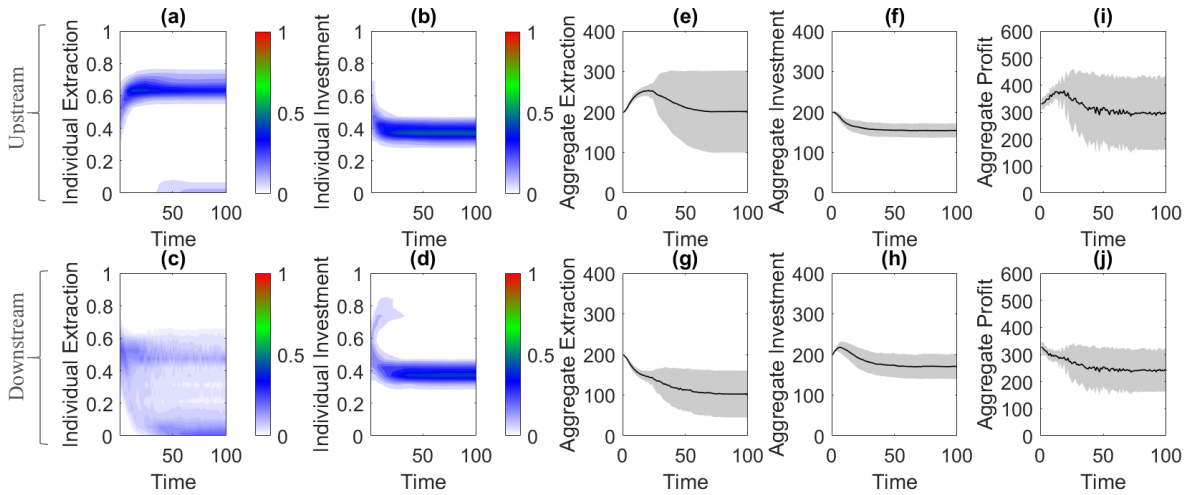 Upstream
(a)
Individual Extraction
1
0.8
0.6
0.4
0.2
0
50 100
Time
1
0.5
0
(b)
Individual Investment
1
0.8
0.6
0.4
0.2
0
50 100
Time
1
0.5
0
(e)
Aggregate Extraction
400
300
200
100
0
0 50 100
Time
(f)
Aggregate Investment
400
300
200
100
0
0 50 100
Time
(i)
Aggregate Profit
600
500
400
300
200
100
0
0 50 100
Time
Downstream
(c)
Individual Extraction
1
0.8
0.6
0.4
0.2
0
50 100
Time
1
0.5
0
(d)
Individual Investment
1
0.8
0.6
0.4
0.2
0
50 100
Time
1
0.5
0
(g)
Aggregate Extraction
400
300
200
100
0
0 50 100
Time
(h)
Aggregate Investment
400
300
200
100
0
0 50 100
Time
(j)
Aggregate Profit
600
500
400
300
200
100
0
0 50 100
Time